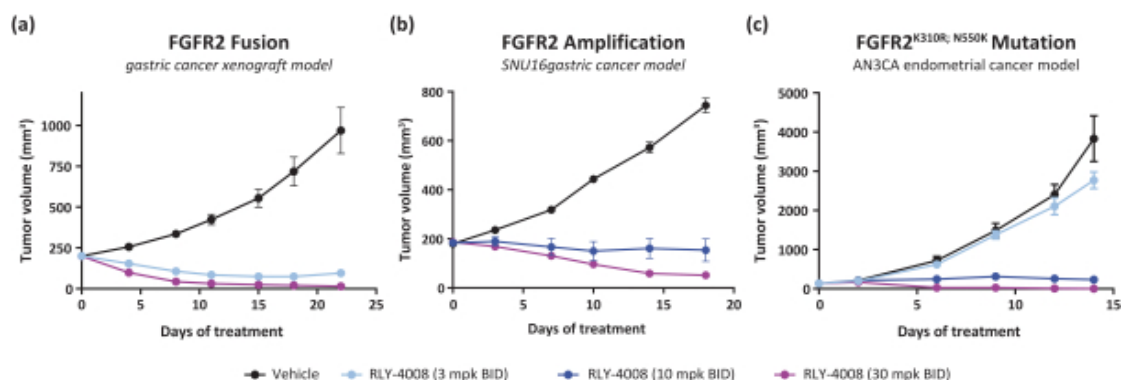 (a)
FGFR2 Fusion
gastric cancer xenograft model
Tumor volume (mm³)
1000
750
500
250
0
0 5 10 15 20 25
Days of treatment
(b)
FGFR2 Amplification
SNU16gastric cancer model
Tumor volume (mm³)
800
600
400
200
0
0 5 10 15 20
Days of treatment
(c)
FGFR2K310R; N550K Mutation
AN3CA endometrial cancer model
Tumor volume (mm³)
5000
4000
3000
2000
1000
0
0 5 10 15
Days of treatment
Vehicle RLY-4008 (3 mpk BID) RLY-4008 (10 mpk BID) RLY-4008 (30 mpk BID)